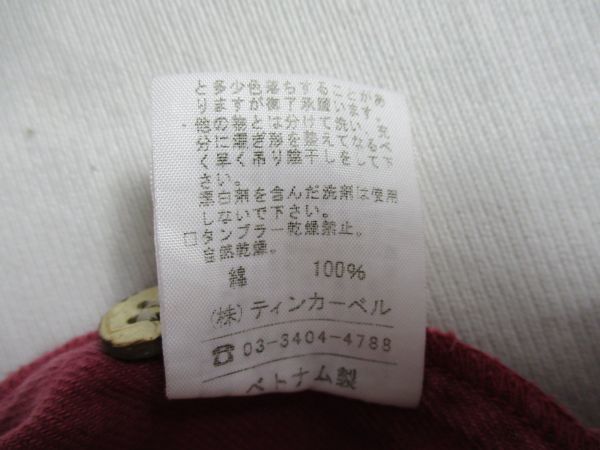 と多少色落ちすることがあ
りますが御了承願います。
・他の物とは分けて洗い、充
分に濯ぎ形を整えてなるべ
く早く吊り陰干しをして下
さい。
漂白剤を含んだ洗剤は使用
しないで下さい。
□タンブラー乾燥禁止。
自然乾燥。
綿 100%
(株)ティンカーベル
☎03-3404-4788
ベトナム製